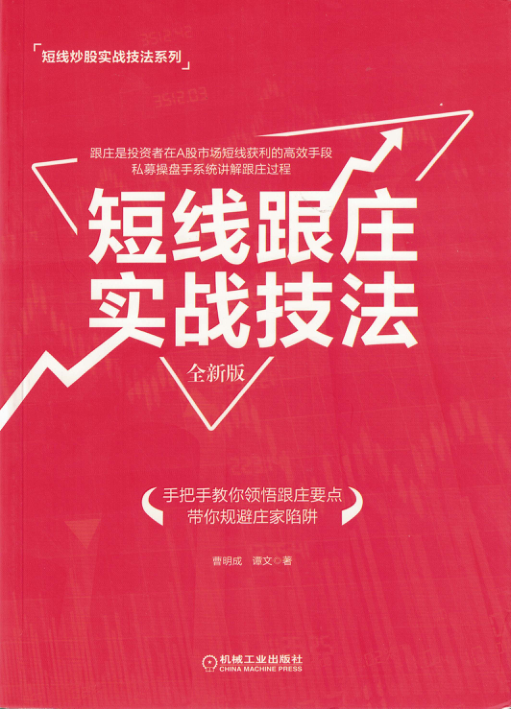 短线炒股实战技法系列
跟庄是投资者在A股市场短线获利的高效手段
私募操盘手系统讲解跟庄过程
短线跟庄
实战技法
全新版
手把手教你领悟跟庄要点
带你规避庄家陷阱
曹明成 谭文◎著
机械工业出版社
CHINA MACHINE PRESS